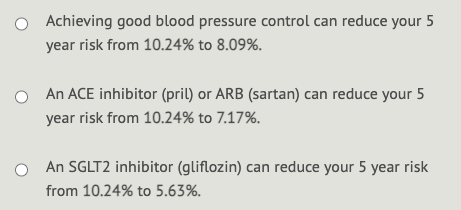 Achieving good blood pressure control can reduce your 5
year risk from 10.24% to 8.09%.
An ACE inhibitor (pril) or ARB (sartan) can reduce your 5
year risk from 10.24% to 7.17%.
An SGLT2 inhibitor (gliflozin) can reduce your 5 year risk
from 10.24% to 5.63%.